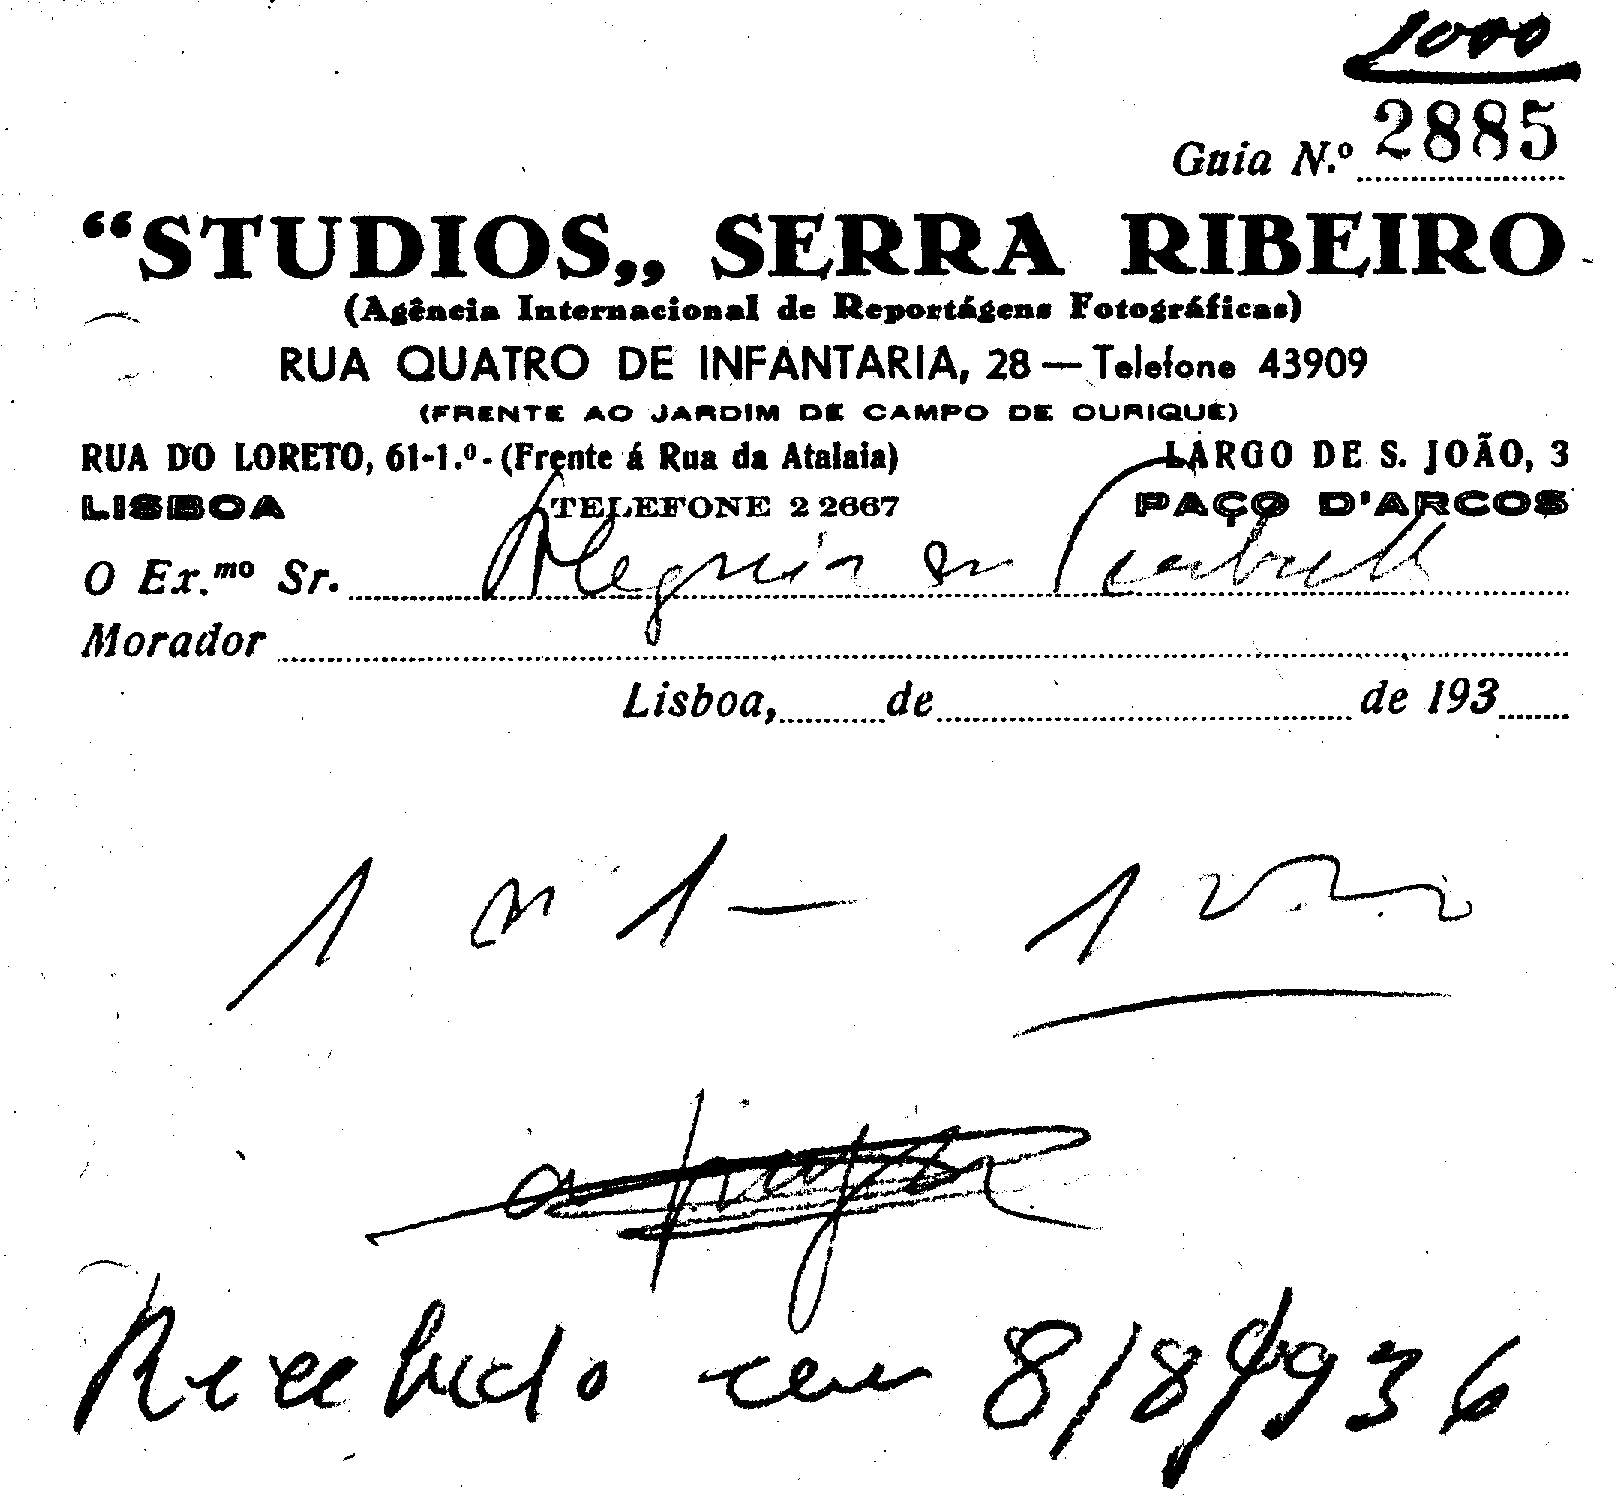 1000
Guia N.º 2885
“STUDIOS„ SERRA RIBEIRO
(Agência Internacional de Reportágens Fotográficas)
RUA QUATRO DE INFANTARIA, 28 — Telefone 43909
(FRENTE AO JARDIM DE CAMPO DE OURIQUE)
RUA DO LORETO, 61-1.º - (Frente á Rua da Atalaia) LARGO DE S. JOÃO, 3
LISBOA TELEFONE 2 2667 PAÇO D'ARCOS
O Ex.mo Sr.
Morador
Lisboa, de de 193
Recebido em 8/8/936